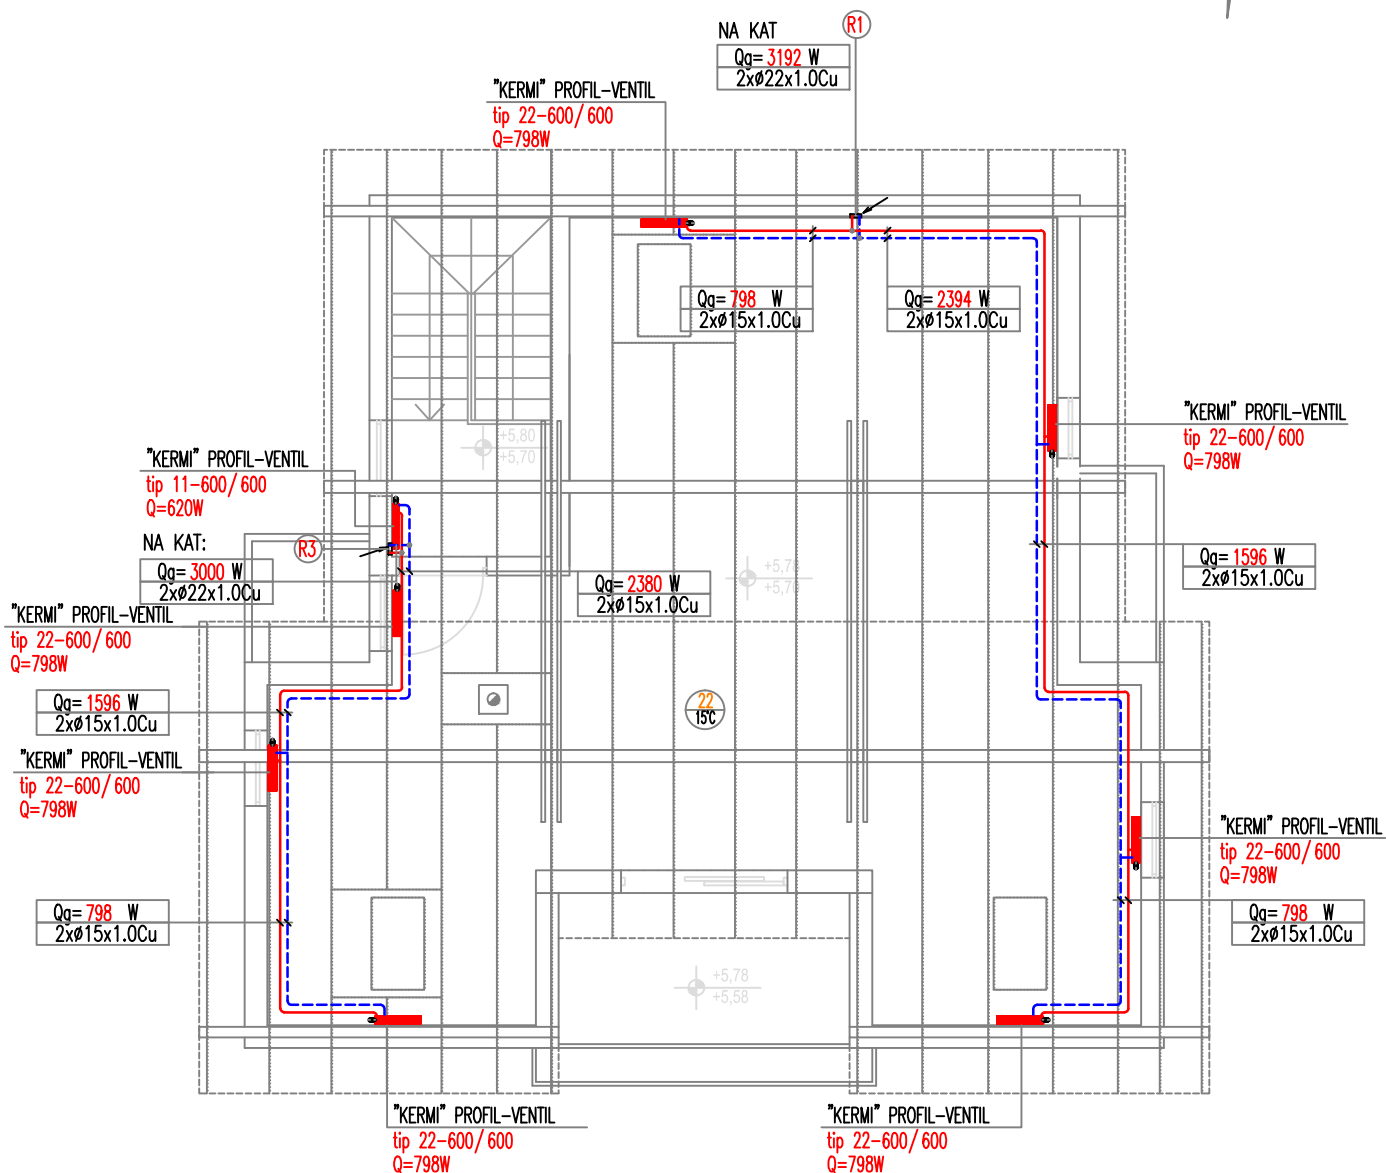 NA KAT
R1
Qg= 3192 W
2xø22x1.0Cu
"KERMI" PROFIL-VENTIL
tip 22-600/600
Q=798W
Qg= 798 W
2xø15x1.0Cu
Qg= 2394 W
2xø15x1.0Cu
"KERMI" PROFIL-VENTIL
tip 22-600/600
Q=798W
+5,80
+5,70
"KERMI" PROFIL-VENTIL
tip 11-600/600
Q=620W
NA KAT:
R3
Qg= 3000 W
2xø22x1.0Cu
Qg= 2380 W
2xø15x1.0Cu
+5,78
+5,70
Qg= 1596 W
2xø15x1.0Cu
"KERMI" PROFIL-VENTIL
tip 22-600/600
Q=798W
Qg= 1596 W
2xø15x1.0Cu
22
15°C
"KERMI" PROFIL-VENTIL
tip 22-600/600
Q=798W
"KERMI" PROFIL-VENTIL
tip 22-600/600
Q=798W
Qg= 798 W
2xø15x1.0Cu
Qg= 798 W
2xø15x1.0Cu
+5,78
+5,58
"KERMI" PROFIL-VENTIL
tip 22-600/600
Q=798W
"KERMI" PROFIL-VENTIL
tip 22-600/600
Q=798W